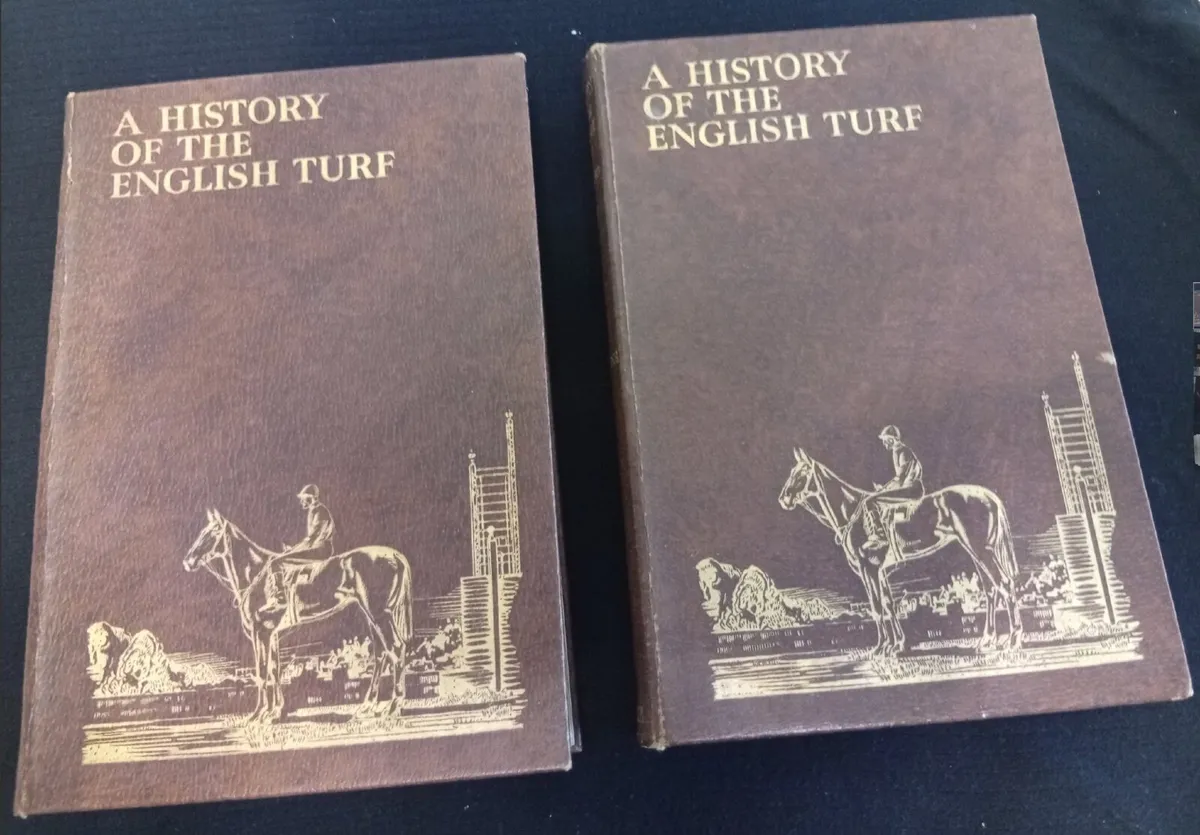 A HISTORY
OF THE
ENGLISH TURF
A HISTORY
OF THE
ENGLISH TURF